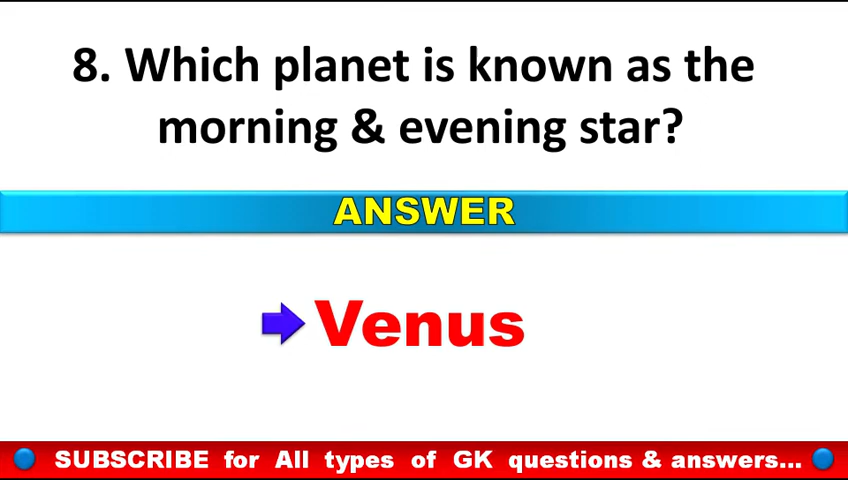 8. Which planet is known as the
morning & evening star?
ANSWER
Venus
SUBSCRIBE for All types of GK questions & answers...